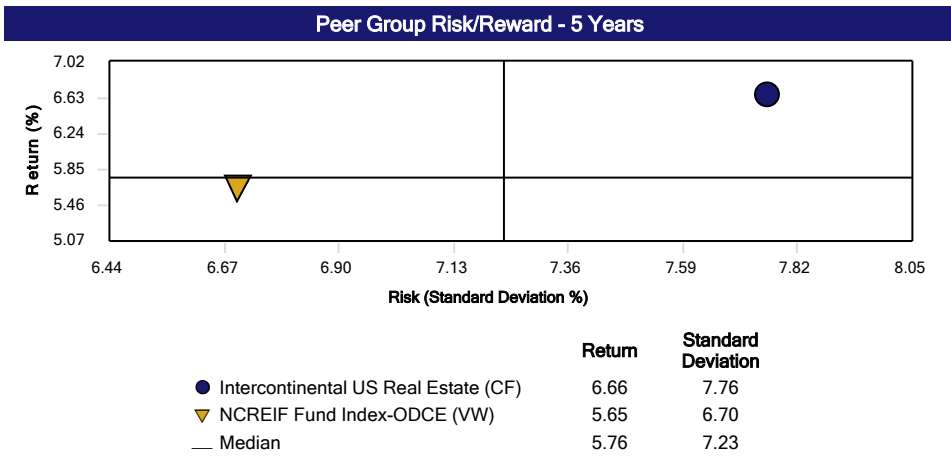 Peer Group Risk/Reward - 5 Years
7.02
6.63
6.24
5.85
5.46
5.07
Return (%)
6.44 6.67 6.90 7.13 7.36 7.59 7.82 8.05
Risk (Standard Deviation %)
Return Standard Deviation
Intercontinental US Real Estate (CF) 6.66 7.76
NCREIF Fund Index-ODCE (VW) 5.65 6.70
Median 5.76 7.23